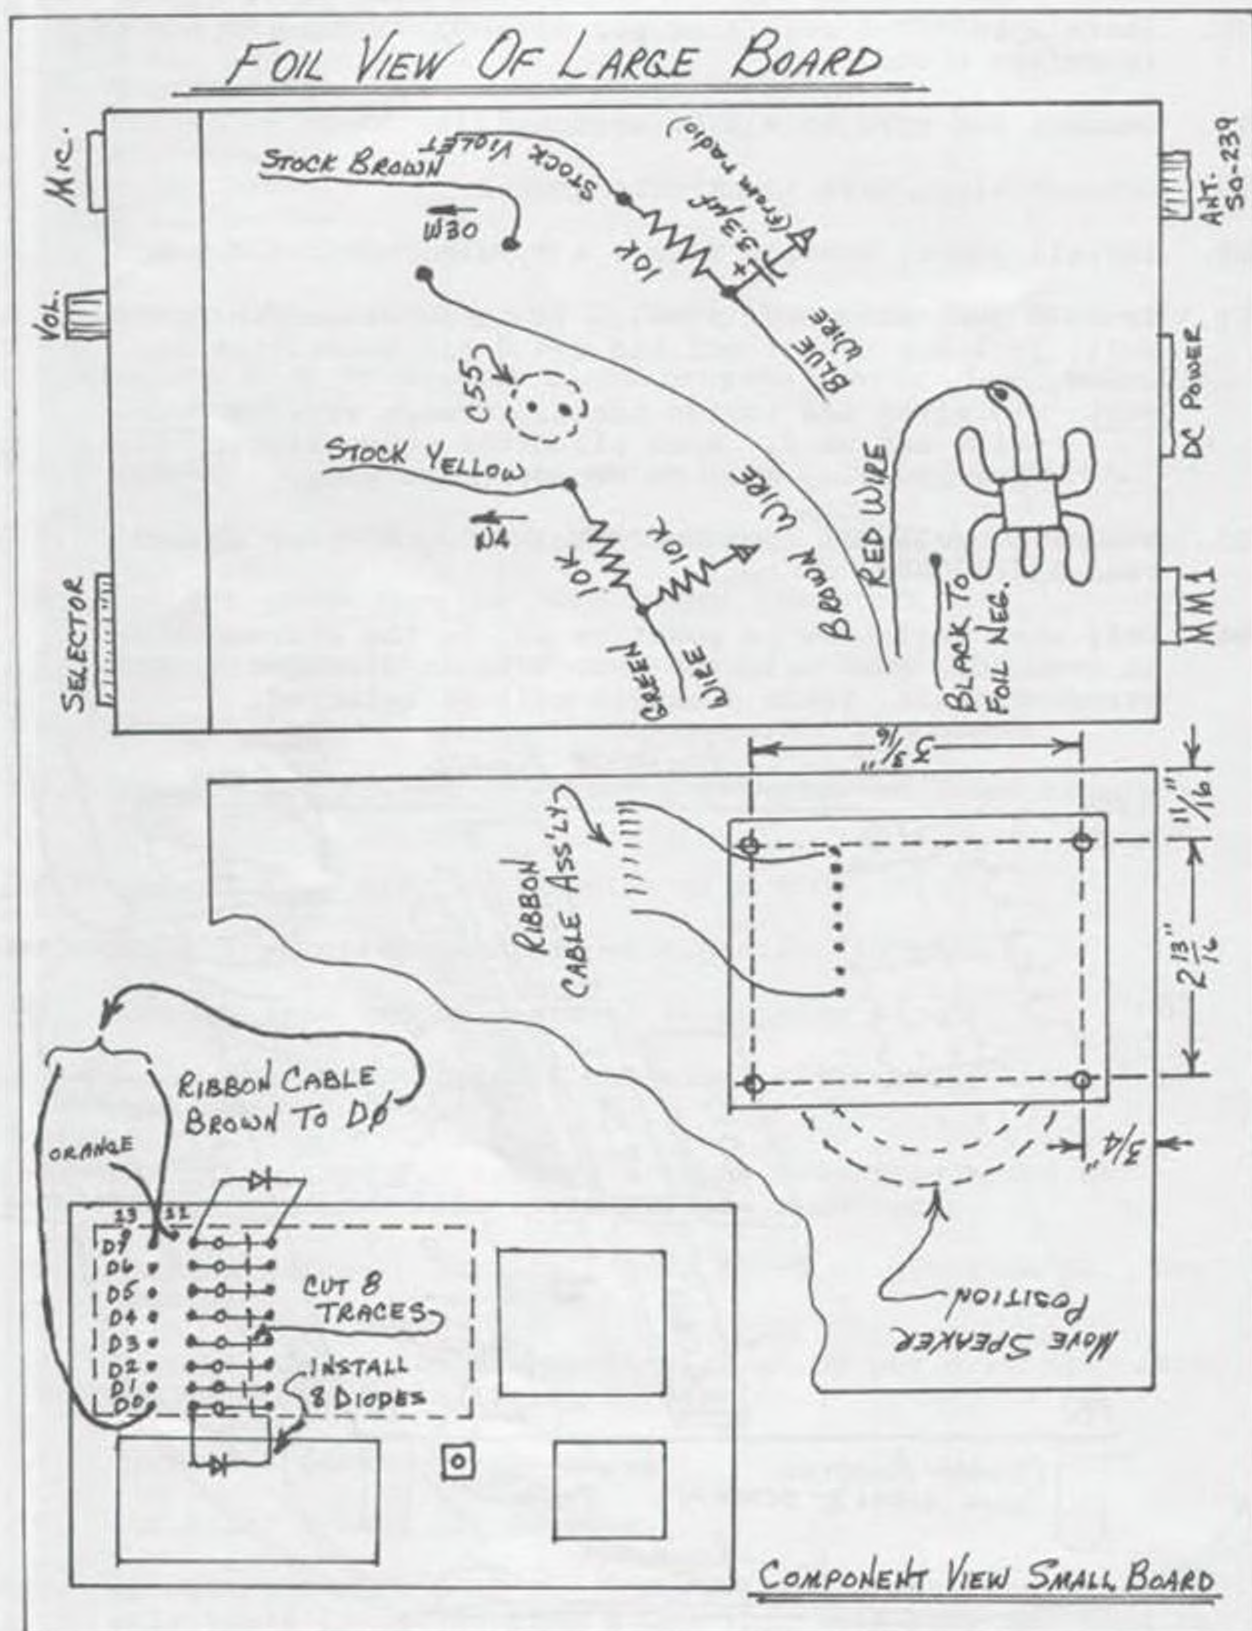 FOIL VIEW OF LARGE BOARD
MIC.
VOL.
SELECTOR
STOCK BROWN
STOCK VIOLET
W30
10K
+ 3.3µf
(From radio)
BLUE
WIRE
C55
STOCK YELLOW
W4
10K
10K
GREEN
WIRE
BROWN WIRE
RED WIRE
BLACK TO
FOIL NEG.
ANT.
SO-239
DC POWER
MM1
3 3/16"
11/16"
2 13/16"
3/4"
RIBBON
CABLE ASS'LY
MOVE SPEAKER
POSITION
RIBBON CABLE
BROWN TO DØ
ORANGE
D7
D6
D5
D4
D3
D2
D1
D0
CUT 8
TRACES
INSTALL
8 DIODES
COMPONENT VIEW SMALL BOARD